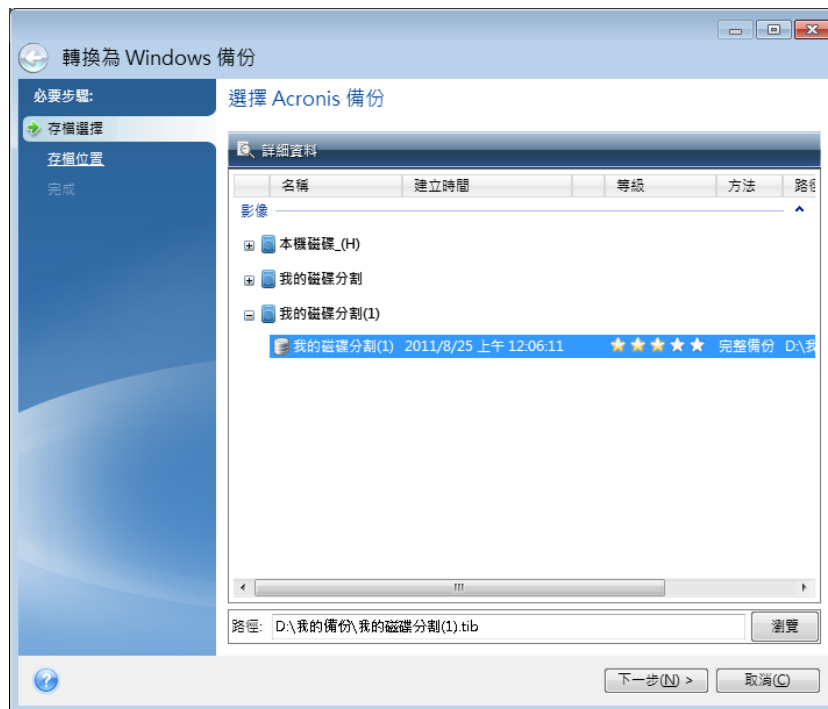 轉換為 Windows 備份
必要步驟:
存檔選擇
存檔位置
完成
選擇 Acronis 備份
詳細資料
名稱 建立時間 等級 方法 路徑
影像
本機磁碟_(H)
我的磁碟分割
我的磁碟分割(1)
我的磁碟分割(1) 2011/8/25 上午 12:06:11 完整備份 D:\我
路徑: D:\我的備份\我的磁碟分割(1).tib 瀏覽
下一步(N) > 取消(C)